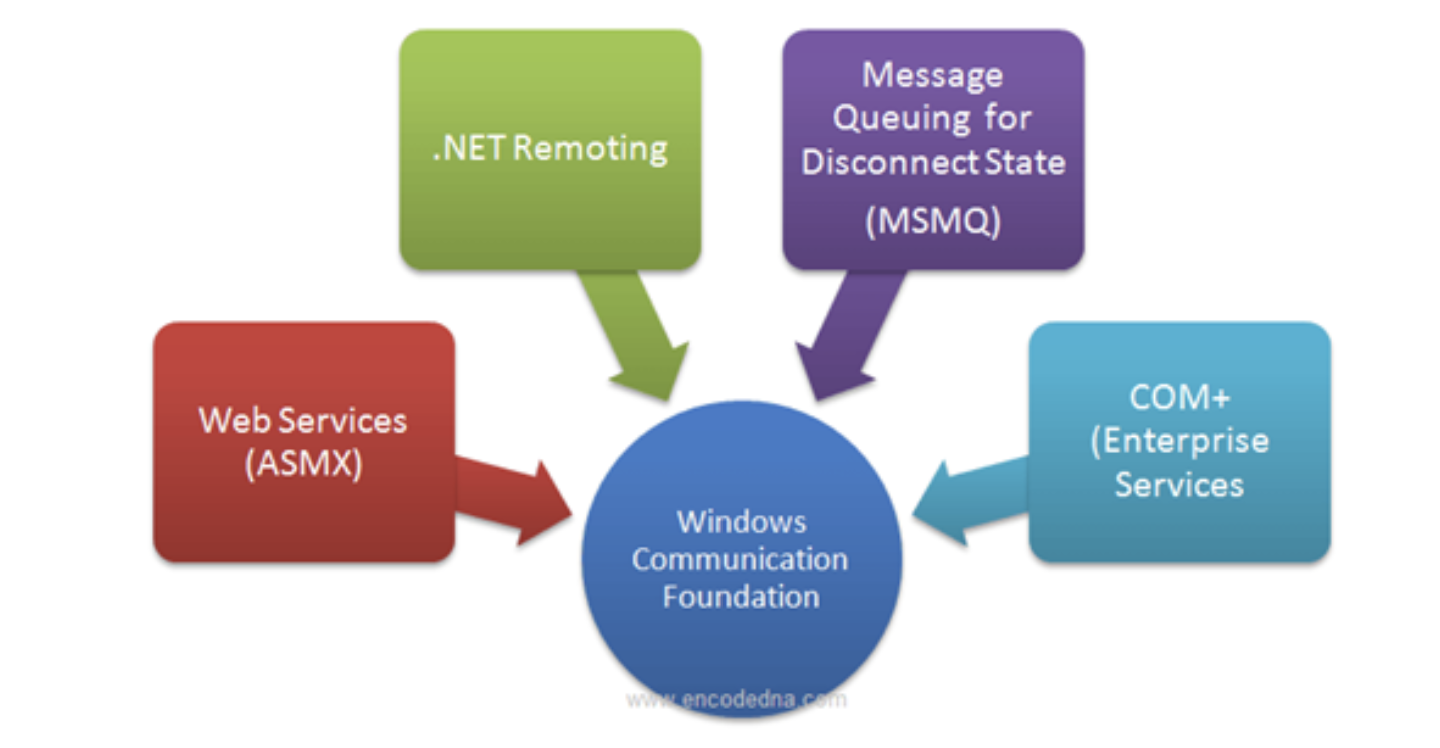 .NET Remoting
Message
Queuing for
Disconnect State
(MSMQ)
Web Services
(ASMX)
COM+
(Enterprise
Services
Windows
Communication
Foundation
www.encodedna.com